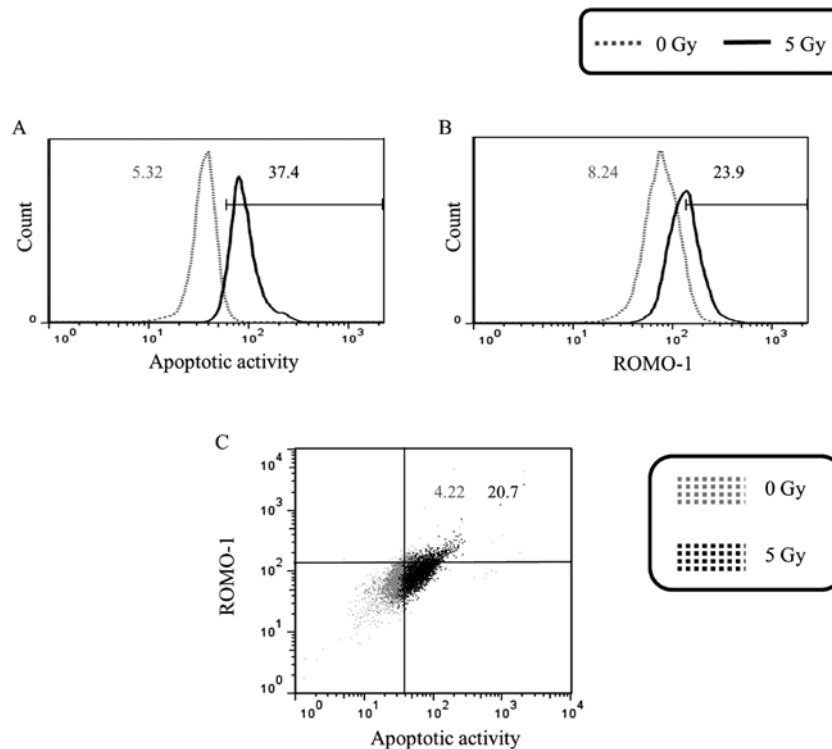 0 Gy 5 Gy
A
5.32 37.4
Count
0
10^0 10^1 10^2 10^3
Apoptotic activity
B
8.24 23.9
Count
0
10^0 10^1 10^2 10^3
ROMO-1
C
4.22 20.7
ROMO-1
10^4
10^3
10^2
10^1
10^0
10^0 10^1 10^2 10^3 10^4
Apoptotic activity
0 Gy
5 Gy